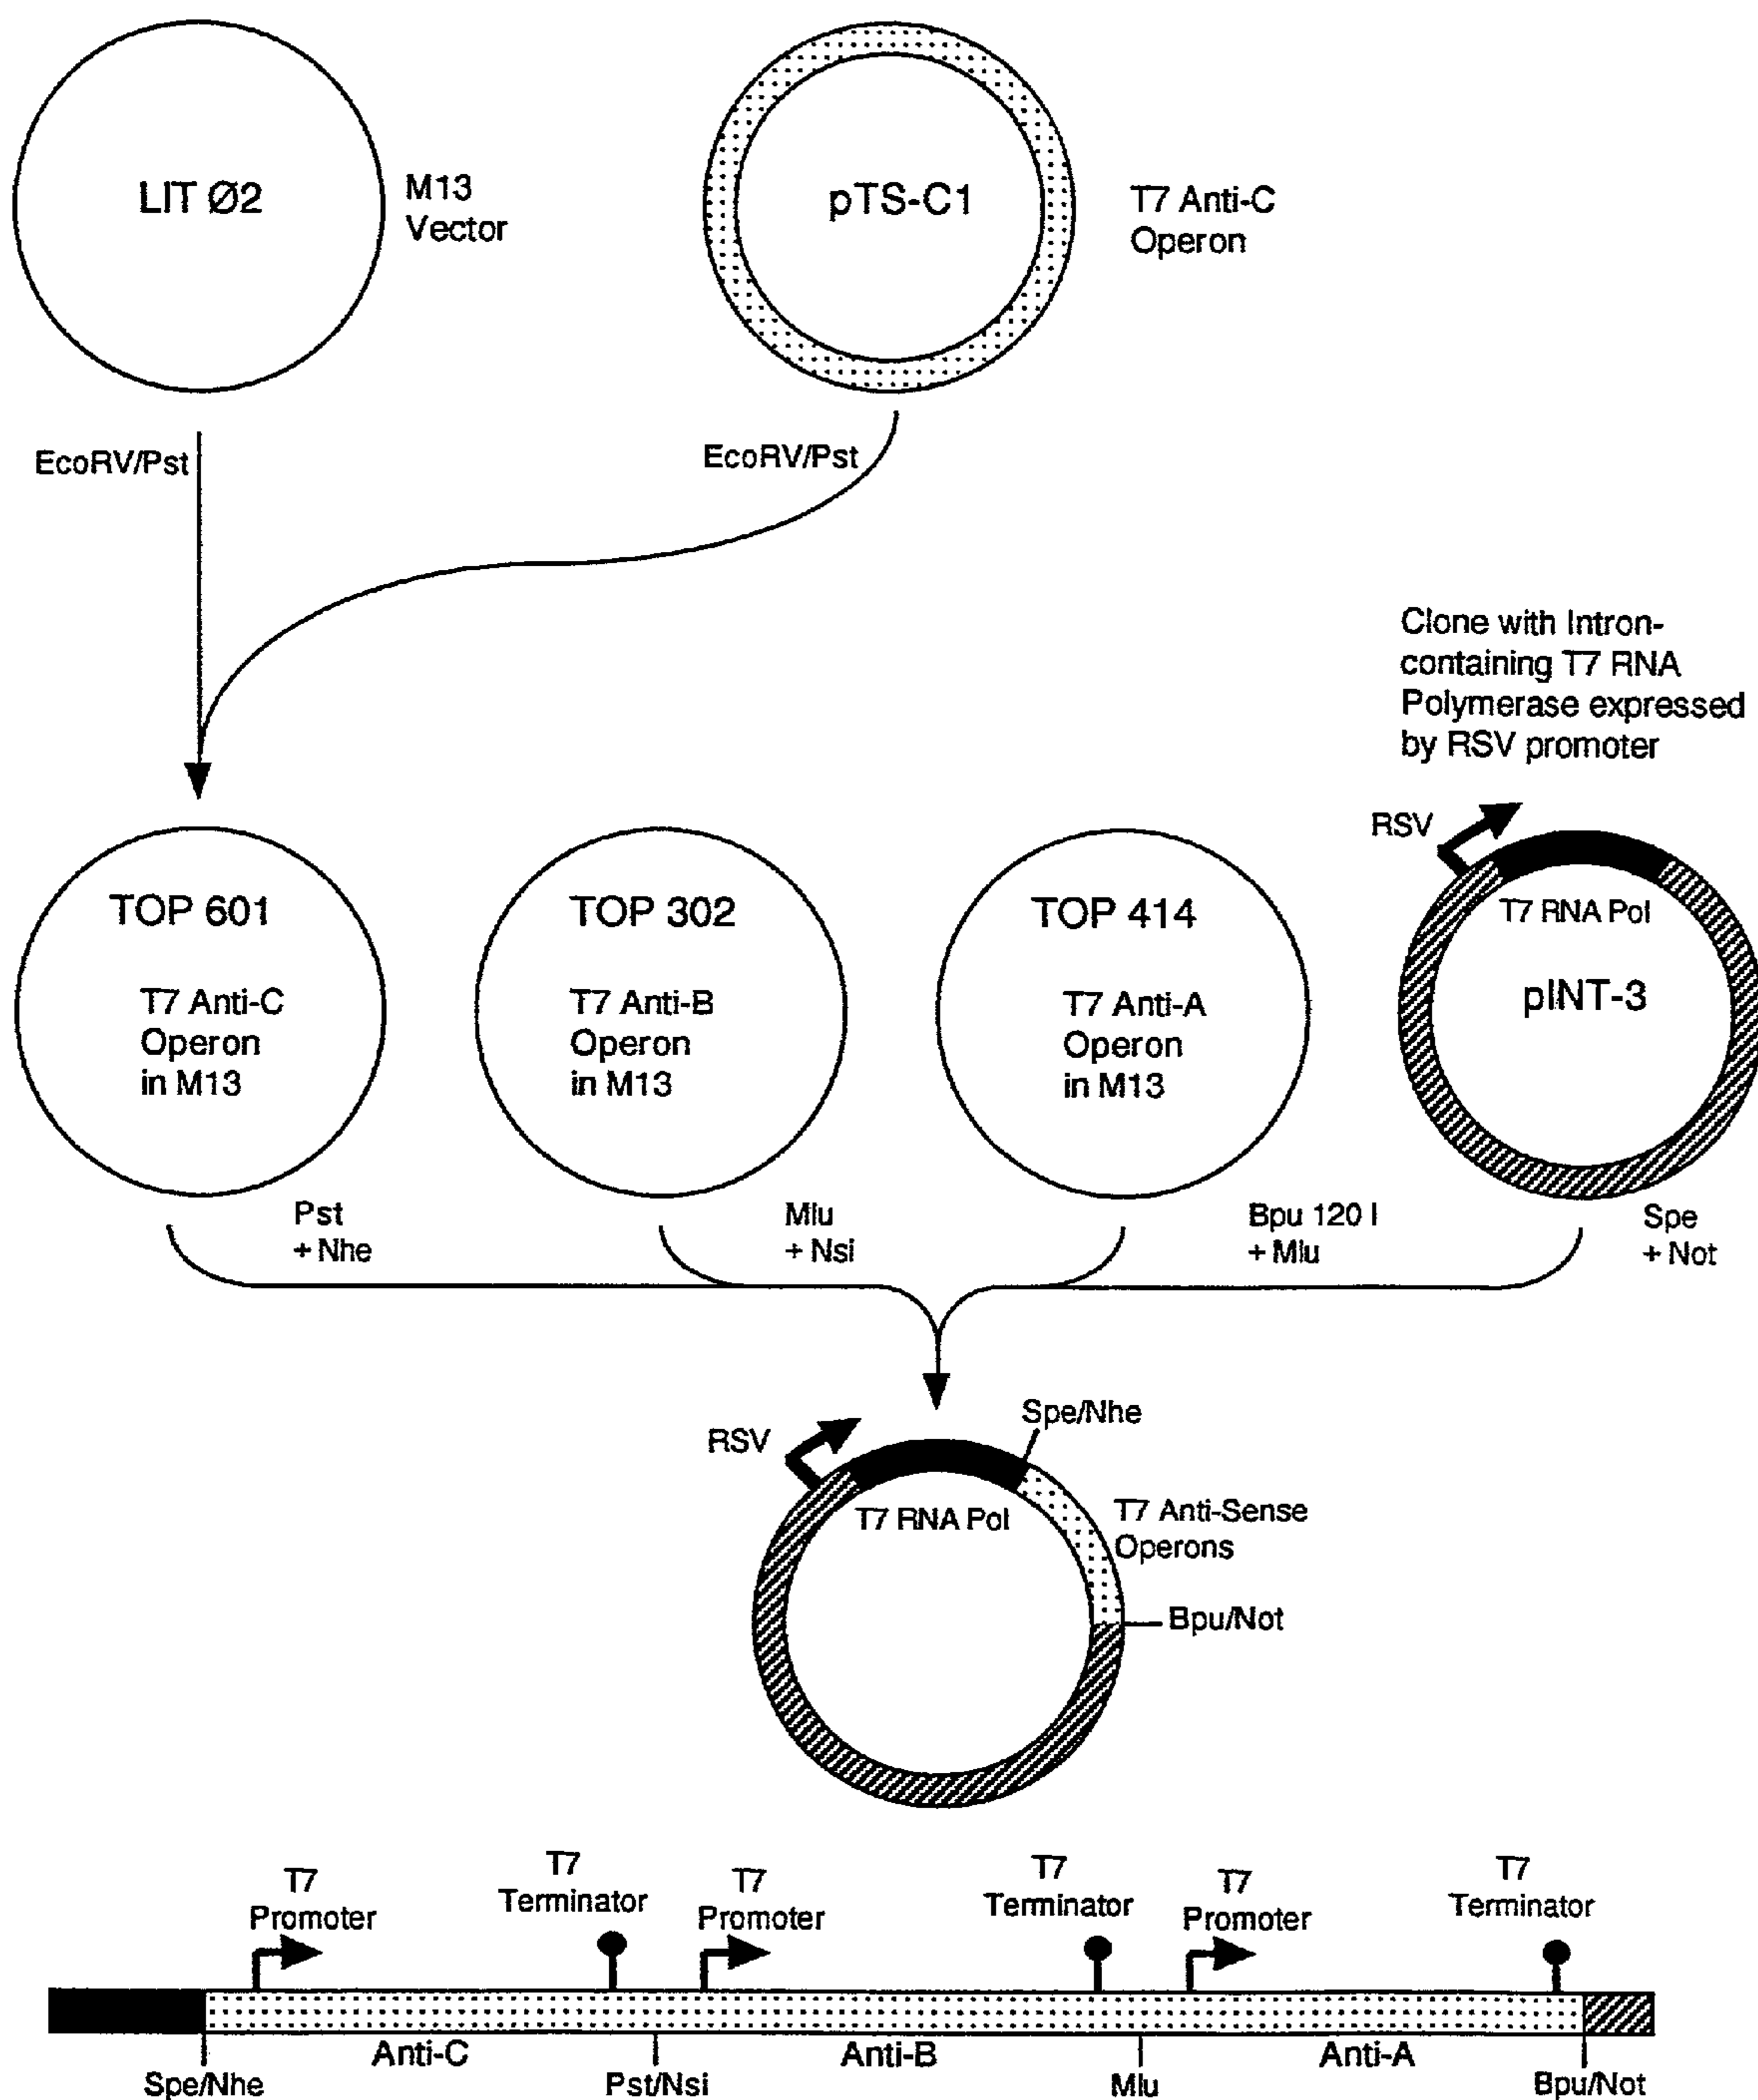 LIT Ø2
M13
Vector
pTS-C1
T7 Anti-C
Operon
EcoRV/Pst
EcoRV/Pst
Clone with Intron-
containing T7 RNA
Polymerase expressed
by RSV promoter
TOP 601
T7 Anti-C
Operon
in M13
TOP 302
T7 Anti-B
Operon
in M13
TOP 414
T7 Anti-A
Operon
in M13
RSV
T7 RNA Pol
pINT-3
Pst
+ Nhe
Mlu
+ Nsi
Bpu 120 I
+ Mlu
Spe
+ Not
RSV
Spe/Nhe
T7 RNA Pol
T7 Anti-Sense
Operons
Bpu/Not
T7
Promoter
T7
Terminator
T7
Promoter
T7
Terminator
T7
Promoter
T7
Terminator
Anti-C
Anti-B
Anti-A
Spe/Nhe
Pst/Nsi
Mlu
Bpu/Not